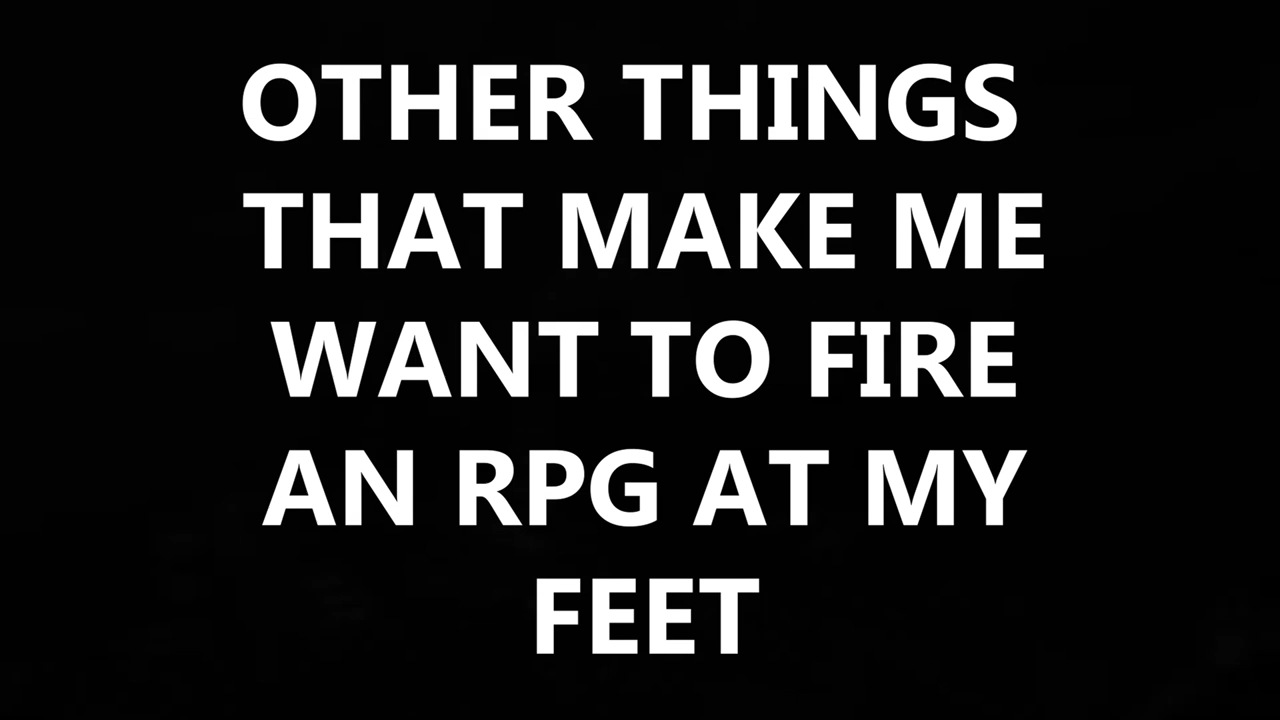 OTHER THINGS
THAT MAKE ME
WANT TO FIRE
AN RPG AT MY
FEET